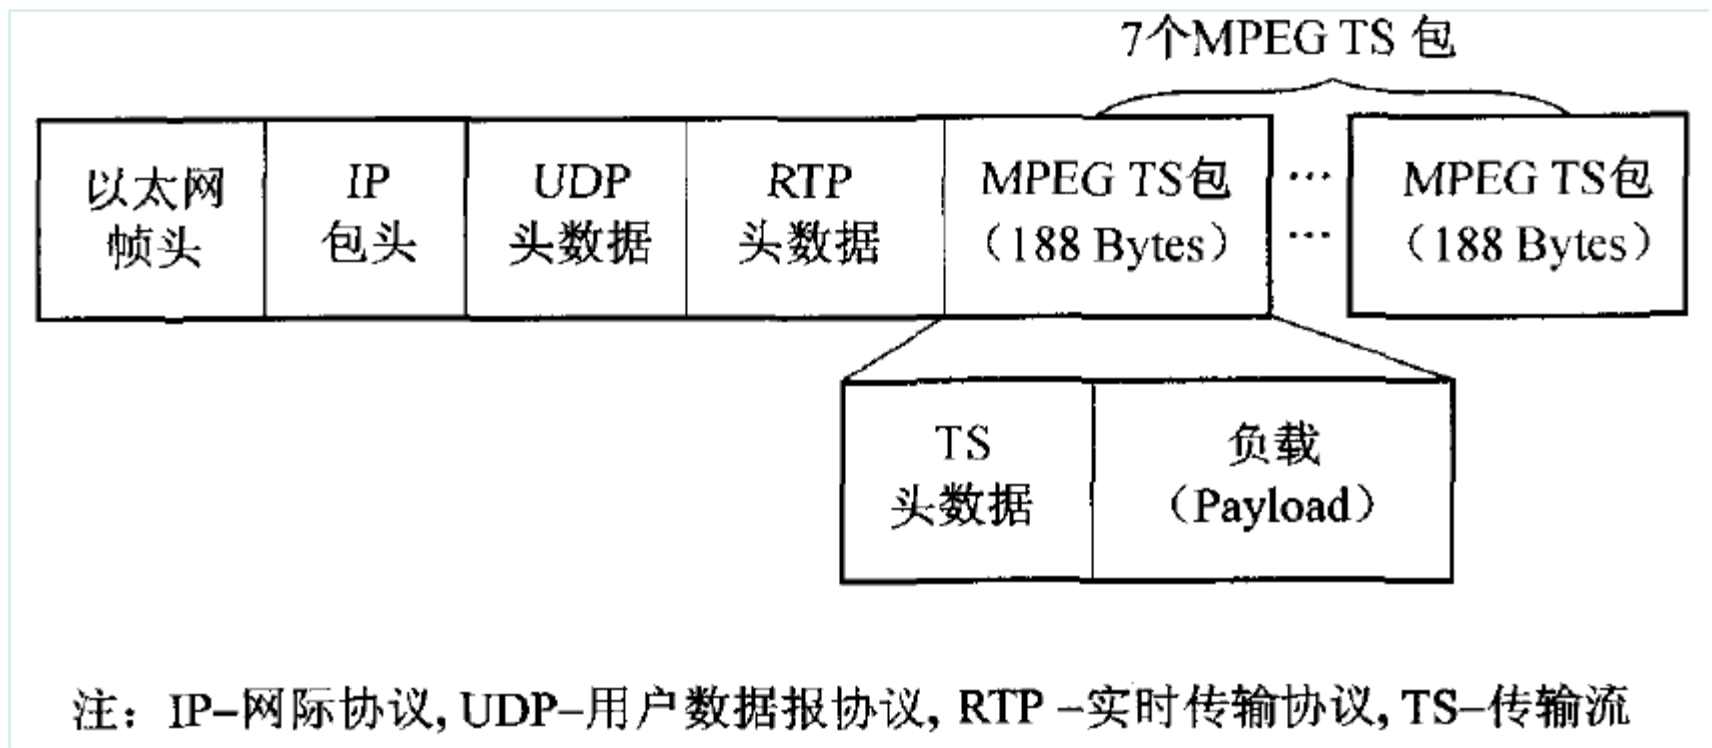 7个MPEG TS 包
以太网
帧头
IP
包头
UDP
头数据
RTP
头数据
MPEG TS包
（188 Bytes）
...
...
MPEG TS包
（188 Bytes）
TS
头数据
负载
（Payload）
注：IP–网际协议, UDP–用户数据报协议, RTP –实时传输协议, TS–传输流